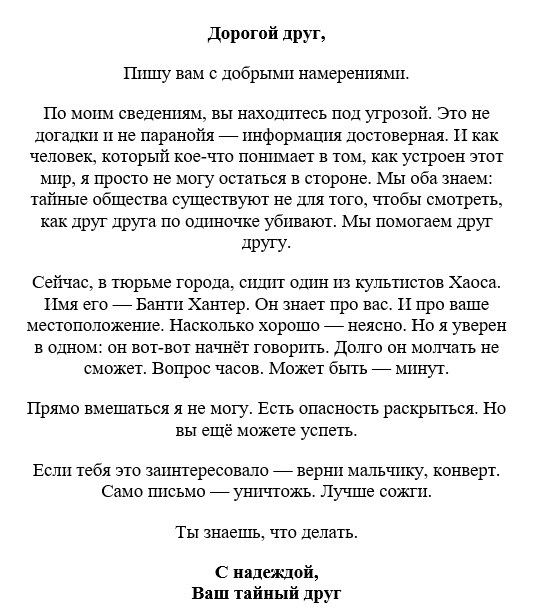 Дорогой друг,
Пишу вам с добрыми намерениями.
По моим сведениям, вы находитесь под угрозой. Это не
догадки и не паранойя — информация достоверная. И как
человек, который кое-что понимает в том, как устроен этот
мир, я просто не могу остаться в стороне. Мы оба знаем:
тайные общества существуют не для того, чтобы смотреть,
как друг друга по одиночке убивают. Мы помогаем друг
другу.
Сейчас, в тюрьме города, сидит один из культистов Хаоса.
Имя его — Банти Хантер. Он знает про вас. И про ваше
местоположение. Насколько хорошо — неясно. Но я уверен
в одном: он вот-вот начнёт говорить. Долго он молчать не
сможет. Вопрос часов. Может быть — минут.
Прямо вмешаться я не могу. Есть опасность раскрыться. Но
вы ещё можете успеть.
Если тебя это заинтересовало — верни мальчику, конверт.
Само письмо — уничтожь. Лучше сожги.
Ты знаешь, что делать.
С надеждой,
Ваш тайный друг